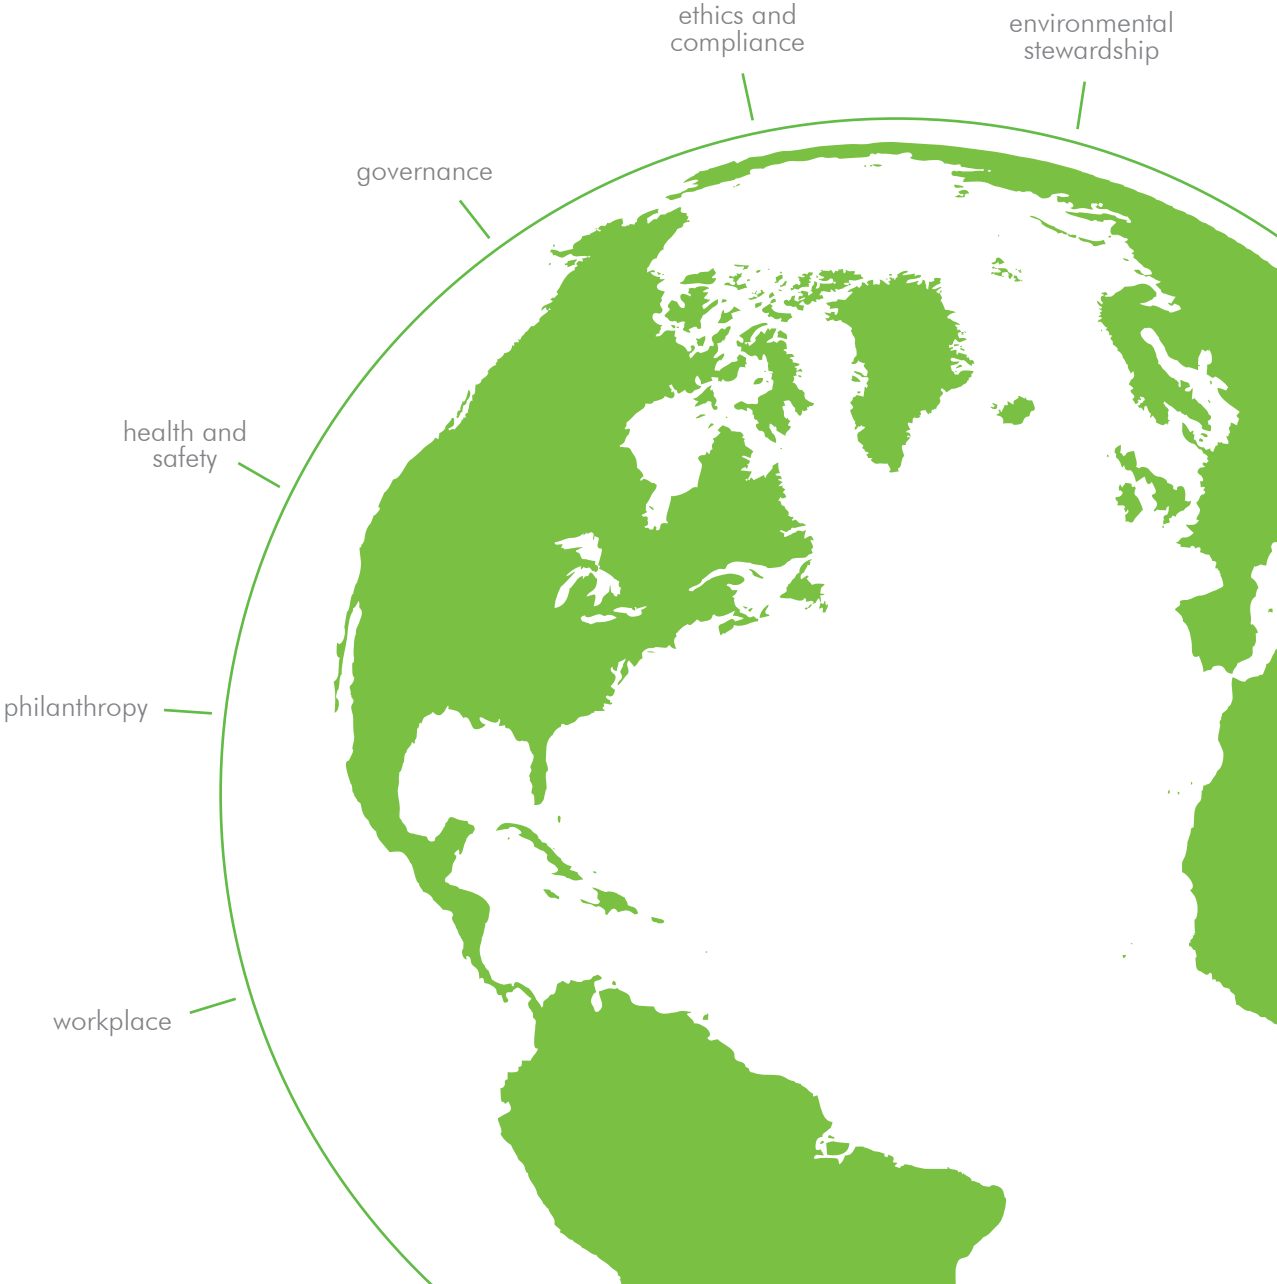 ethics and
compliance
environmental
stewardship
governance
health and
safety
philanthropy
workplace